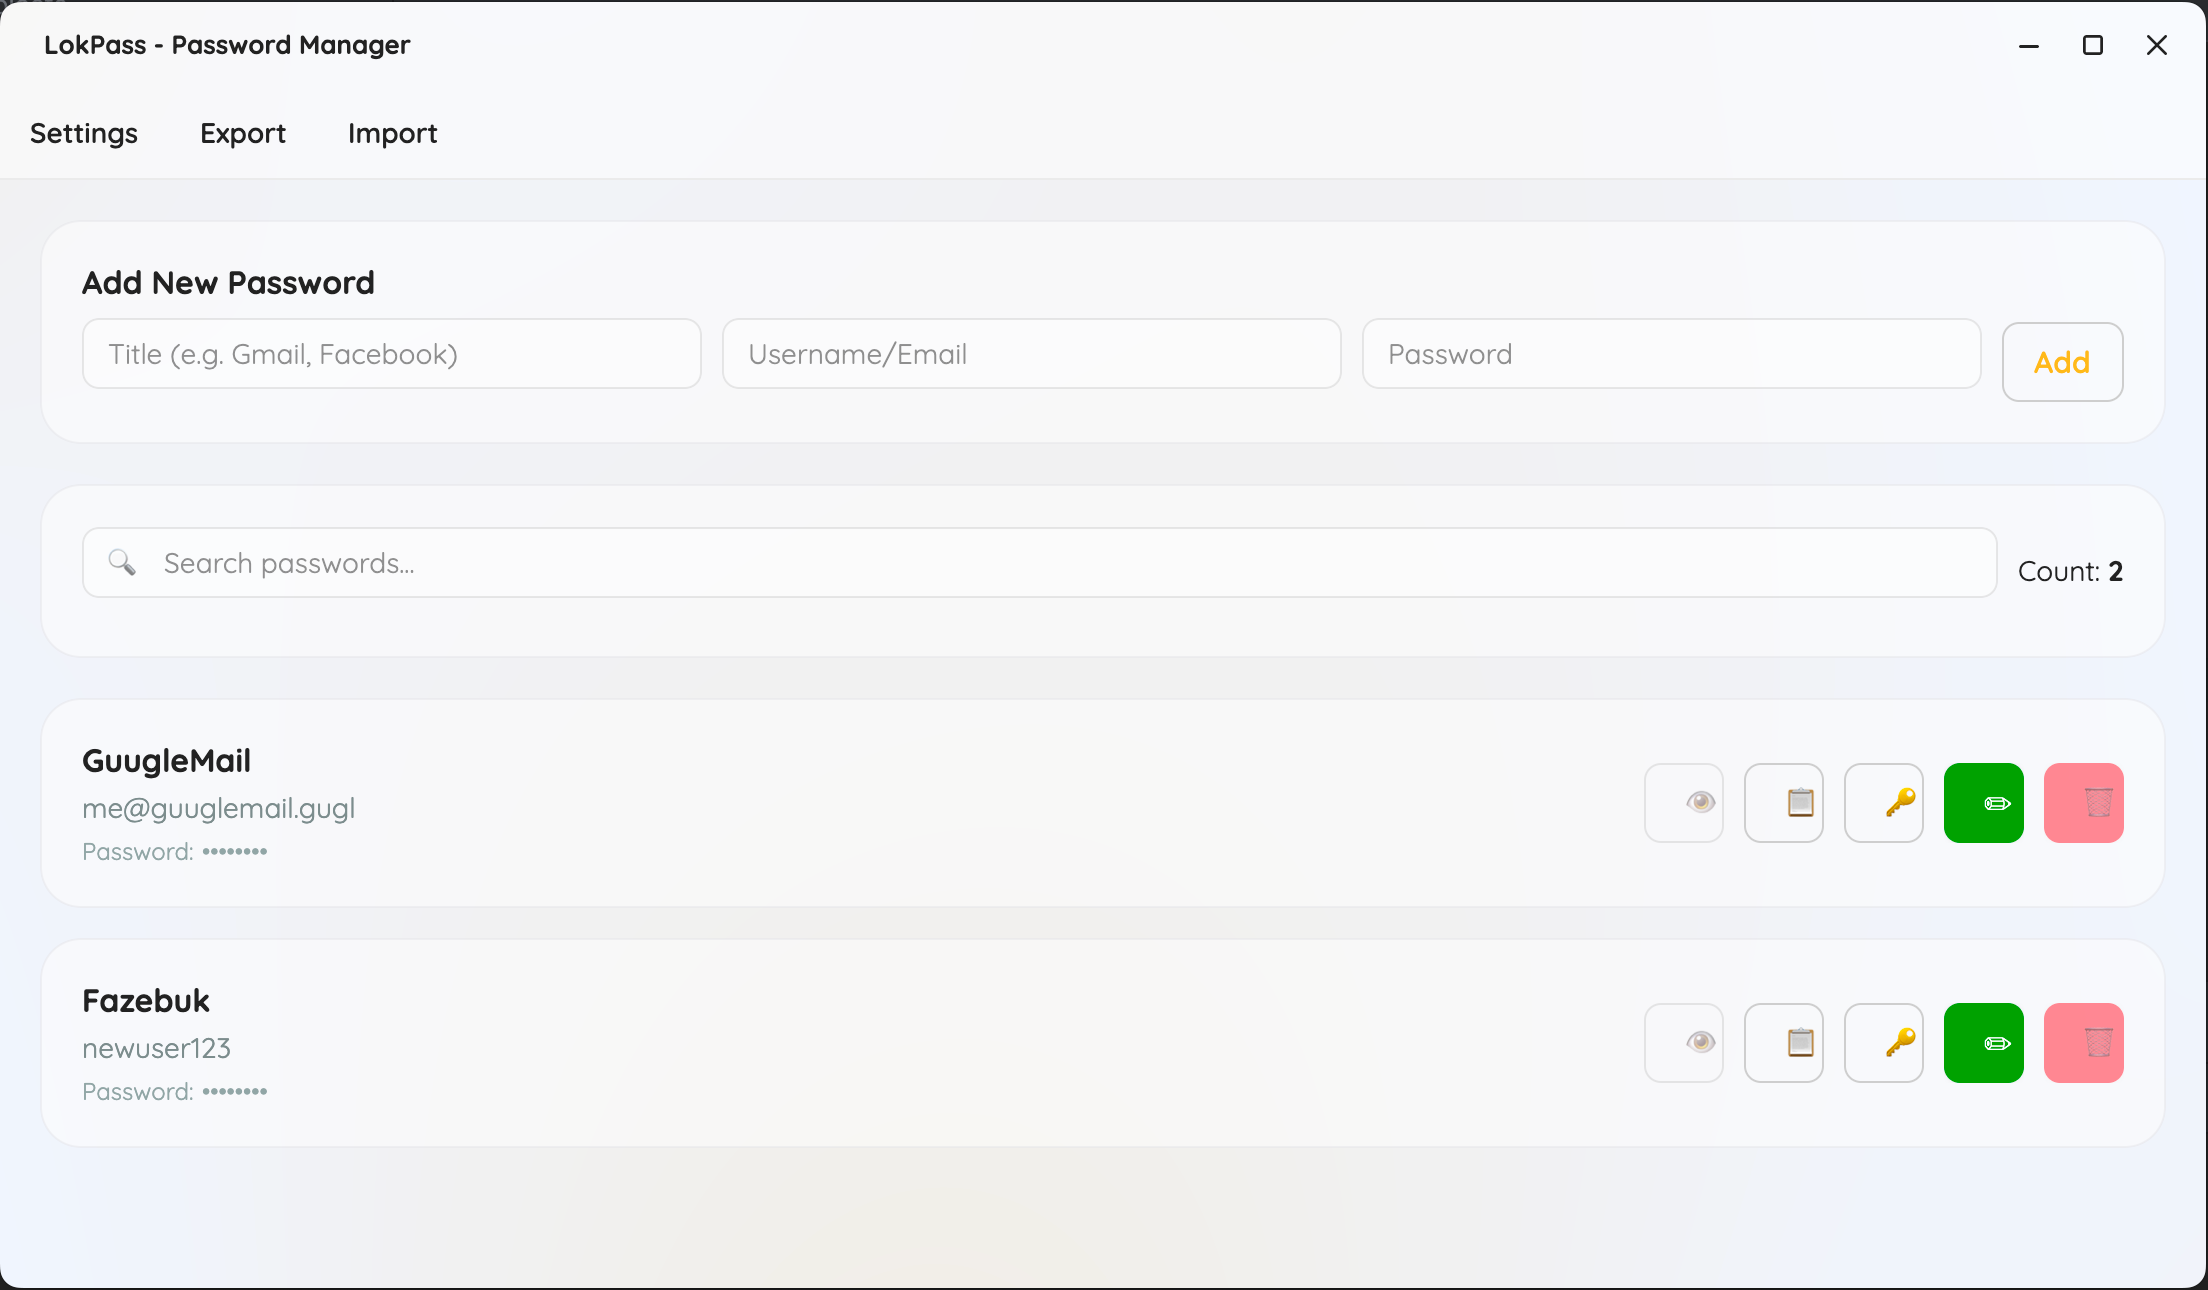 LokPass - Password Manager
Settings Export Import
Add New Password
Title (e.g. Gmail, Facebook) Username/Email Password Add
Search passwords... Count: 2
GuugleMail
me@guuglemail.gugl
Password: ••••••••
Fazebuk
newuser123
Password: ••••••••